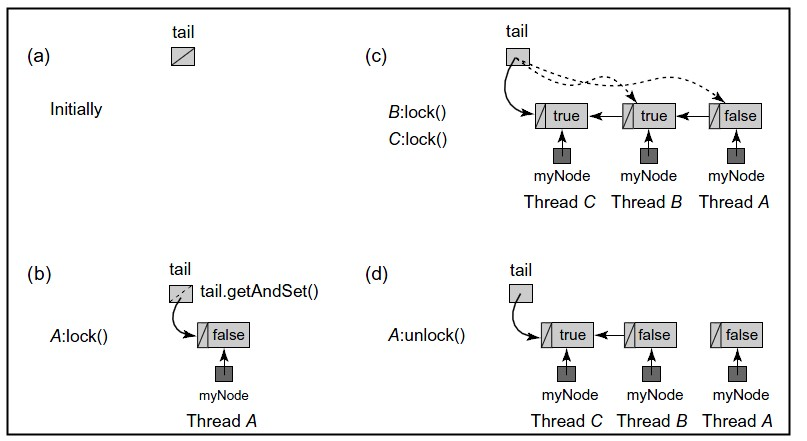 (a)
tail
Initially
(b)
tail
tail.getAndSet()
A:lock()
false
myNode
Thread A
(c)
tail
B:lock()
C:lock()
true
true
false
myNode
myNode
myNode
Thread C
Thread B
Thread A
(d)
tail
A:unlock()
true
false
false
myNode
myNode
myNode
Thread C
Thread B
Thread A